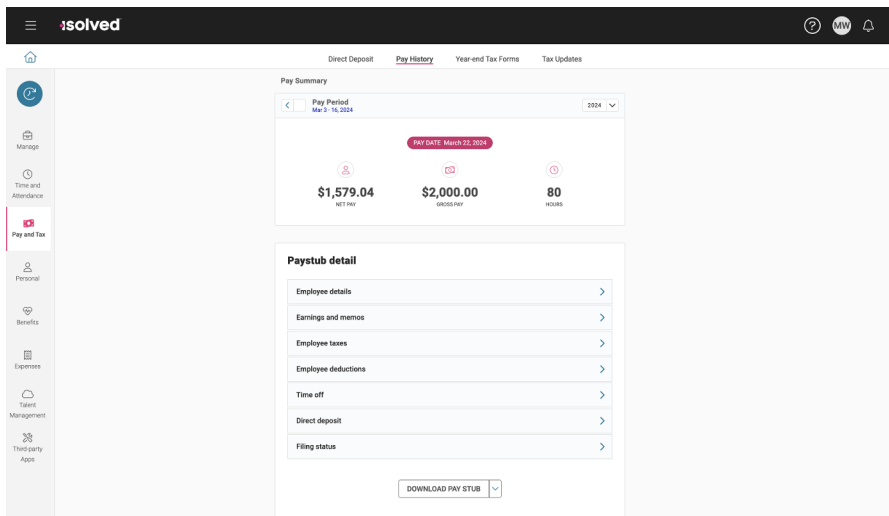 isolved
?
MW
Direct Deposit
Pay History
Year-end Tax Forms
Tax Updates
Manage
Time and
Attendance
Pay and Tax
Personal
Benefits
Expenses
Talent
Management
Third-party
Apps
Pay Summary
Pay Period
Mar 3 - 16, 2024
2024
PAY DATE March 22, 2024
$1,579.04
NET PAY
$2,000.00
GROSS PAY
80
HOURS
Paystub detail
Employee details
Earnings and memos
Employee taxes
Employee deductions
Time off
Direct deposit
Filing status
DOWNLOAD PAY STUB